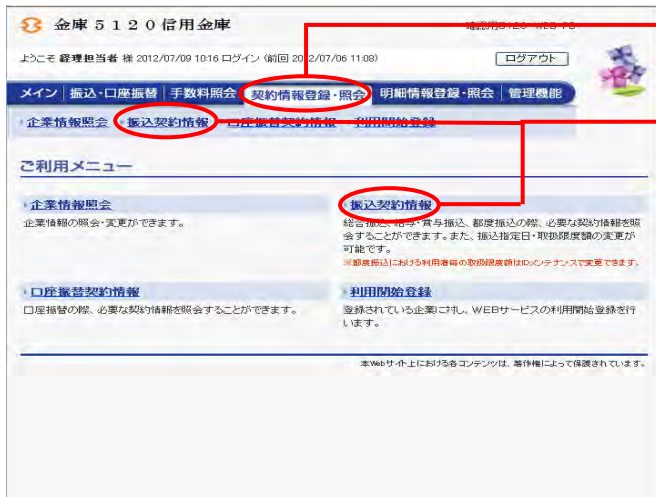 金庫５１２０信用金庫
ようこそ 経理担当者 様 2012/07/09 10:16 ログイン (前回 2012/07/06 11:08)
ログアウト
メイン 振込・口座振替 手数料照会 契約情報登録・照会 明細情報登録・照会 管理機能
企業情報照会 振込契約情報 口座振替契約情報 利用開始登録
ご利用メニュー
企業情報照会
企業情報の照会・変更ができます。
振込契約情報
総合振込、給与・賞与振込、都度振込の際、必要な契約情報を照
会することができます。また、振込指定日・取扱限度額の変更が
可能です。
※都度振込における利用者毎の取扱限度額はIDメンテナンスで変更できます。
口座振替契約情報
口座振替の際、必要な契約情報を照会することができます。
利用開始登録
登録されている企業に対し、WEBサービスの利用開始登録を行
います。
本Webサイト上における各コンテンツは、著作権によって保護されています。